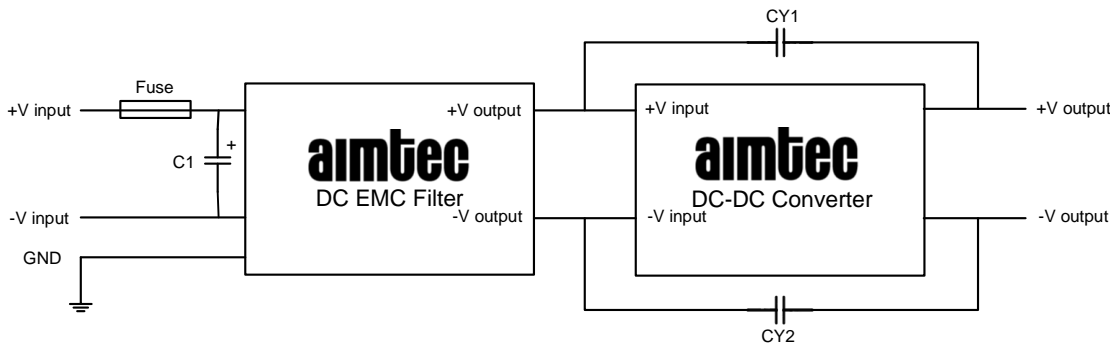 CY1
Fuse
+V input
+V output
+V input
+V output
C1
+
aimtec
DC EMC Filter
aimtec
DC-DC Converter
-V input
-V output
-V input
-V output
GND
CY2